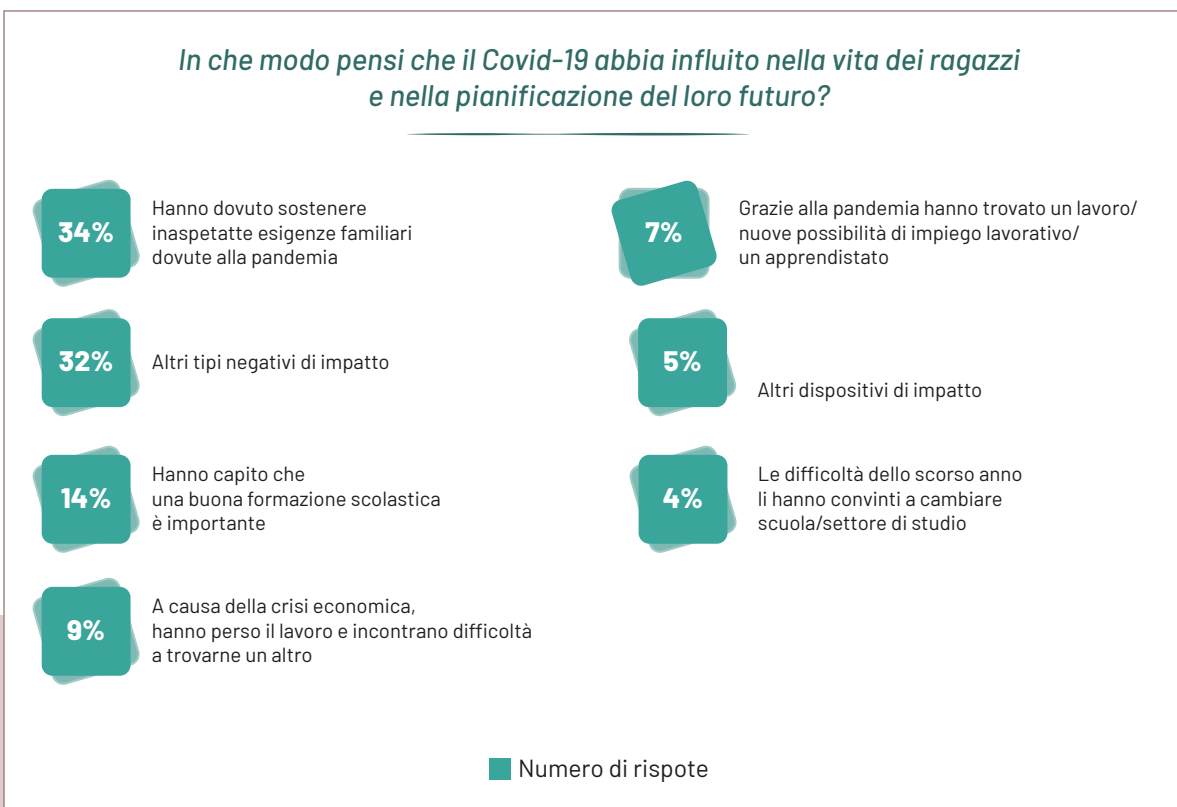 In che modo pensi che il Covid-19 abbia influito nella vita dei ragazzi
e nella pianificazione del loro futuro?
34%
Hanno dovuto sostenere
inaspetatte esigenze familiari
dovute alla pandemia
32%
Altri tipi negativi di impatto
14%
Hanno capito che
una buona formazione scolastica
è importante
9%
A causa della crisi economica,
hanno perso il lavoro e incontrano difficoltà
a trovarne un altro
7%
Grazie alla pandemia hanno trovato un lavoro/
nuove possibilità di impiego lavorativo/
un apprendistato
5%
Altri dispositivi di impatto
4%
Le difficoltà dello scorso anno
li hanno convinti a cambiare
scuola/settore di studio
Numero di rispote